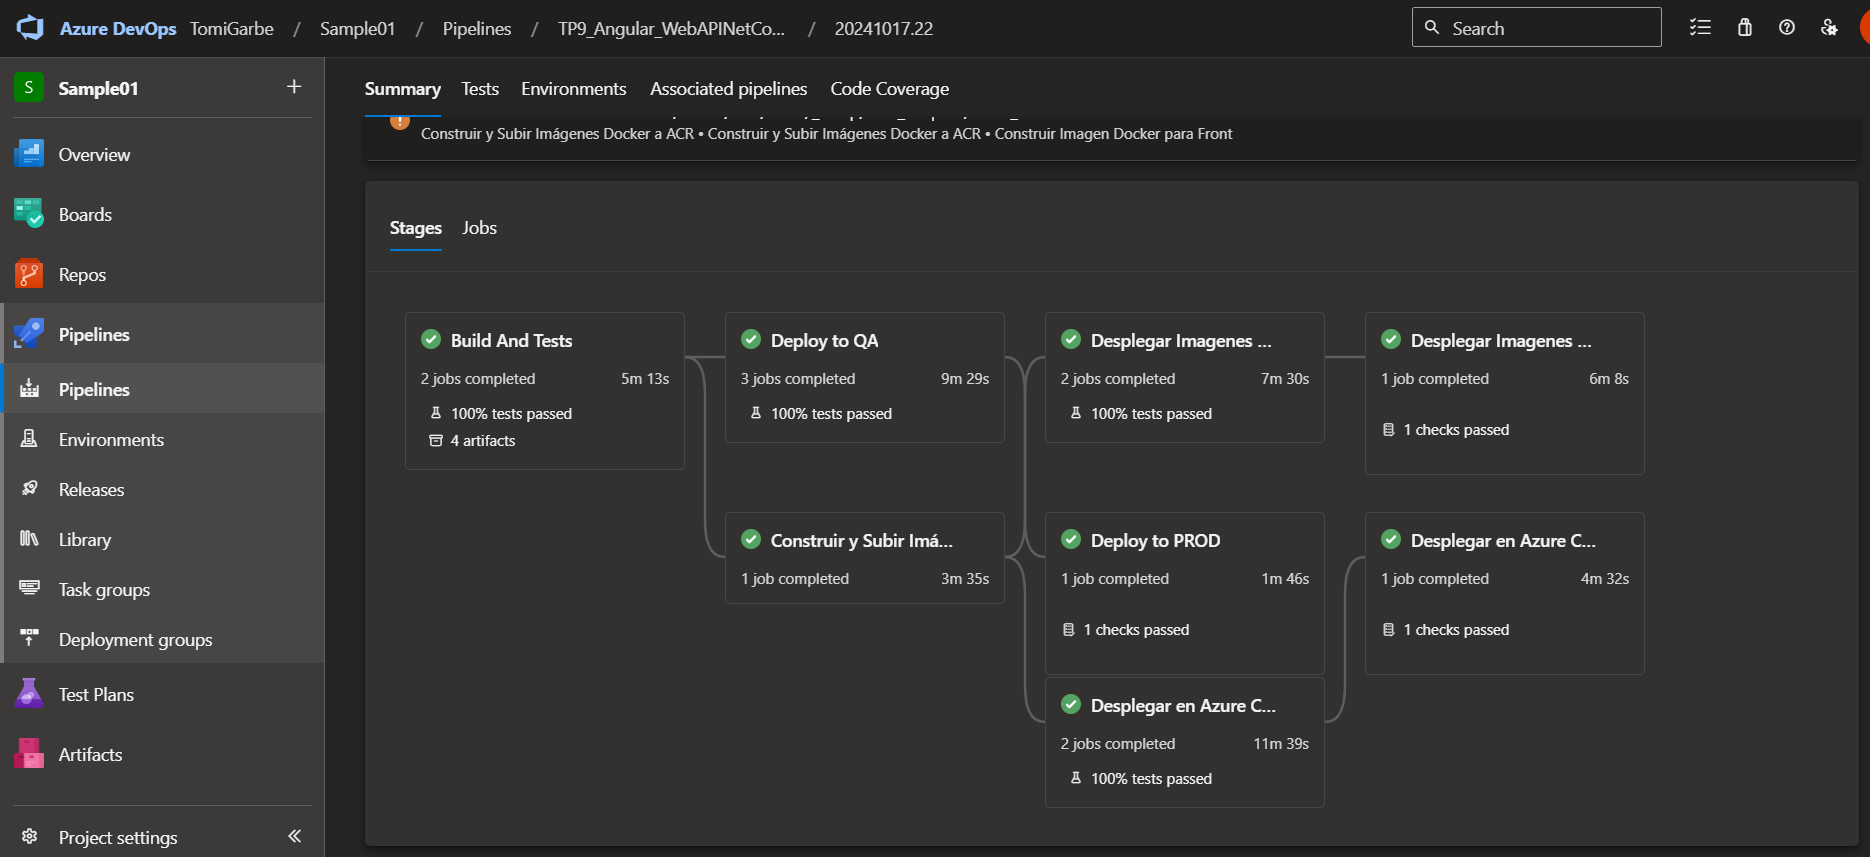 Azure DevOps TomiGarbe / Sample01 / Pipelines / TP9_Angular_WebAPINetCo... / 20241017.22
Search
S Sample01 +
Overview
Boards
Repos
Pipelines
Pipelines
Environments
Releases
Library
Task groups
Deployment groups
Test Plans
Artifacts
Project settings
Summary Tests Environments Associated pipelines Code Coverage
Construir y Subir Imágenes Docker a ACR • Construir y Subir Imágenes Docker a ACR • Construir Imagen Docker para Front
Stages Jobs
Build And Tests
2 jobs completed 5m 13s
100% tests passed
4 artifacts
Deploy to QA
3 jobs completed 9m 29s
100% tests passed
Desplegar Imagenes ...
2 jobs completed 7m 30s
100% tests passed
Desplegar Imagenes ...
1 job completed 6m 8s
1 checks passed
Construir y Subir Imá...
1 job completed 3m 35s
Deploy to PROD
1 job completed 1m 46s
1 checks passed
Desplegar en Azure C...
1 job completed 4m 32s
1 checks passed
Desplegar en Azure C...
2 jobs completed 11m 39s
100% tests passed